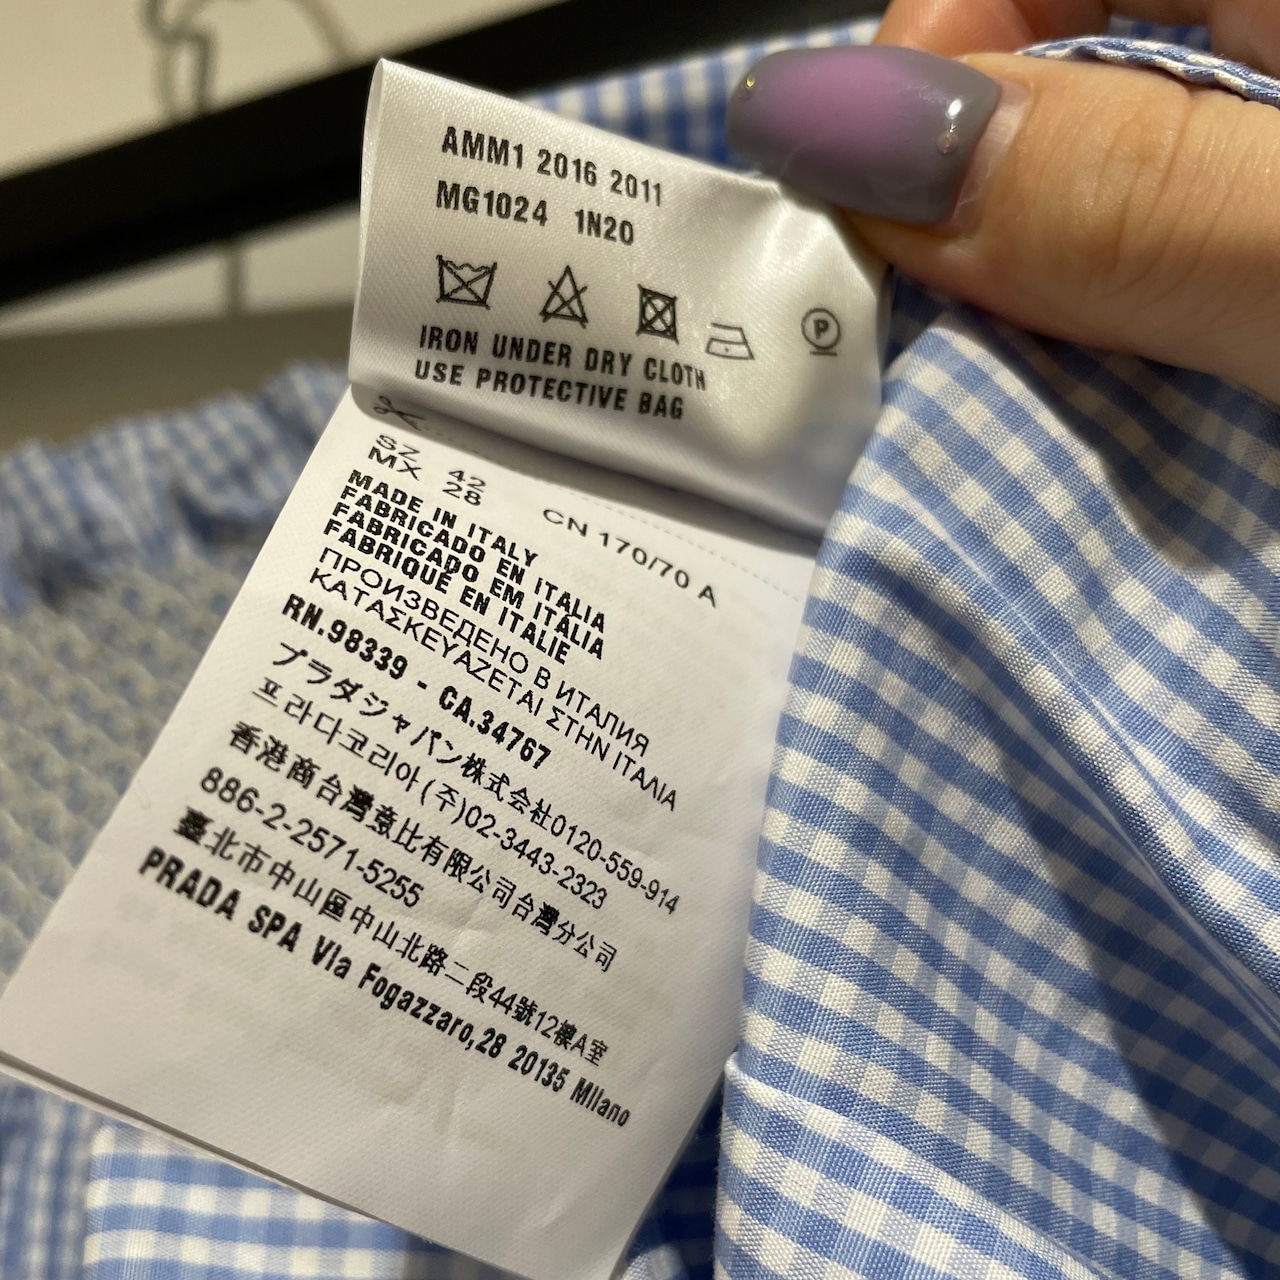 AMM1 2016 2011
MG1024 1N20
P
IRON UNDER DRY CLOTH
USE PROTECTIVE BAG
SZ 42
MX 28
CN 170/70 A
MADE IN ITALY
FABRICADO EN ITALIA
FABRICADO EM ITÁLIA
FABRIQUÉ EN ITALIE
ПРОИЗВЕДЕНО В ИТАЛИЯ
ΚΑΤΑΣΚΕΥΑΖΕΤΑΙ ΣΤΗΝ ΙΤΑΛΙΑ
RN.98339 - CA.34767
プラダジャパン株式会社0120-559-914
프라다코리아(주)02-3443-2323
香港商台灣意比有限公司台灣分公司
886-2-2571-5255
臺北市中山區中山北路二段44號12樓A室
PRADA SPA Via Fogazzaro,28 20135 Milano